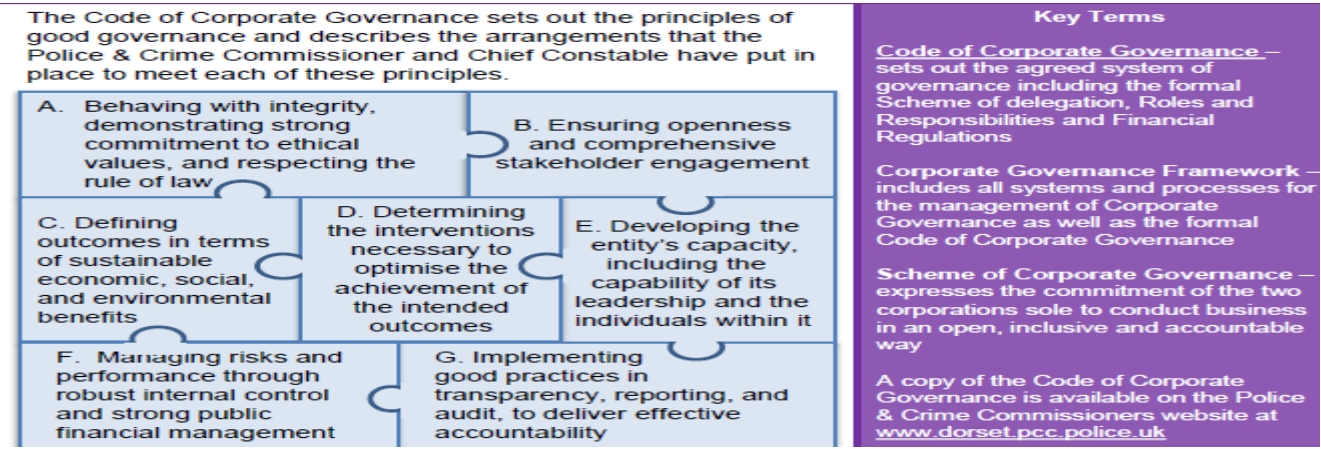 The Code of Corporate Governance sets out the principles of
good governance and describes the arrangements that the
Police & Crime Commissioner and Chief Constable have put in
place to meet each of these principles.
A. Behaving with integrity,
demonstrating strong
commitment to ethical
values, and respecting the
rule of law
B. Ensuring openness
and comprehensive
stakeholder engagement
C. Defining
outcomes in terms
of sustainable
economic, social,
and environmental
benefits
D. Determining
the interventions
necessary to
optimise the
achievement of
the intended
outcomes
E. Developing the
entity's capacity,
including the
capability of its
leadership and the
individuals within it
F. Managing risks and
performance through
robust internal control
and strong public
financial management
G. Implementing
good practices in
transparency, reporting, and
audit, to deliver effective
accountability
Key Terms
Code of Corporate Governance –
sets out the agreed system of
governance including the formal
Scheme of delegation, Roles and
Responsibilities and Financial
Regulations
Corporate Governance Framework –
includes all systems and processes for
the management of Corporate
Governance as well as the formal
Code of Corporate Governance
Scheme of Corporate Governance –
expresses the commitment of the two
corporations sole to conduct business
in an open, inclusive and accountable
way
A copy of the Code of Corporate
Governance is available on the Police
& Crime Commissioners website at
www.dorset.pcc.police.uk